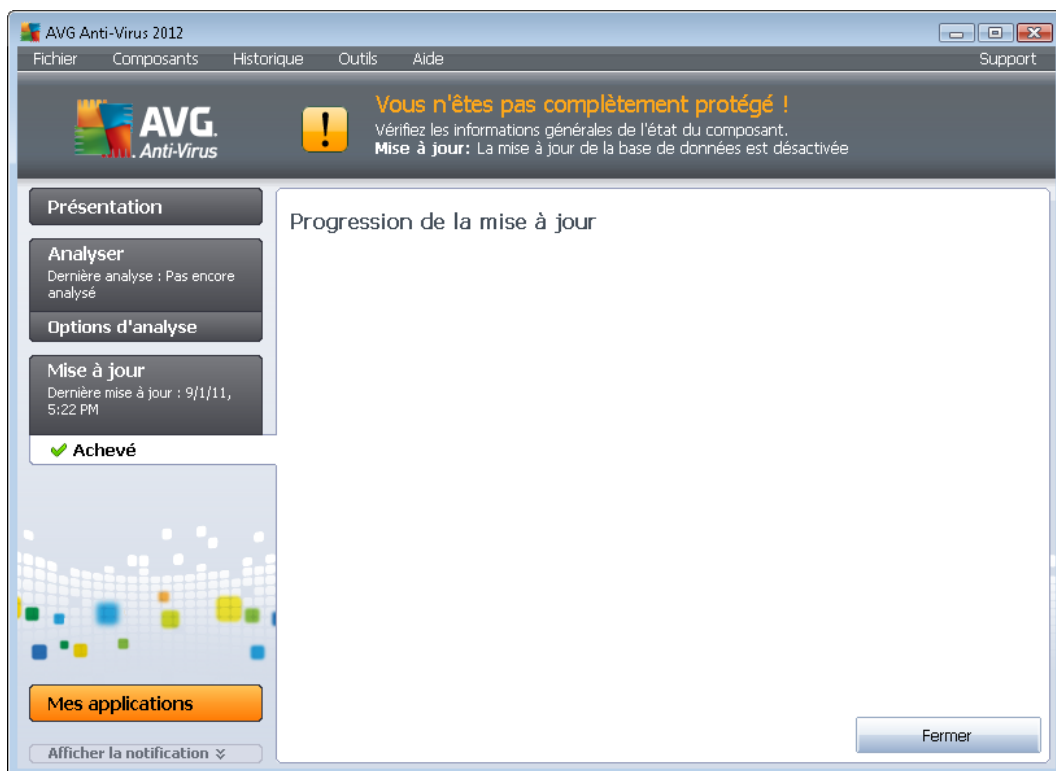 AVG Anti-Virus 2012
Fichier Composants Historique Outils Aide Support
AVG.
Anti-Virus
Vous n'êtes pas complètement protégé !
Vérifiez les informations générales de l'état du composant.
Mise à jour: La mise à jour de la base de données est désactivée
Présentation
Analyser
Dernière analyse : Pas encore
analysé
Options d'analyse
Mise à jour
Dernière mise à jour : 9/1/11,
5:22 PM
Achevé
Mes applications
Afficher la notification
Progression de la mise à jour
Fermer